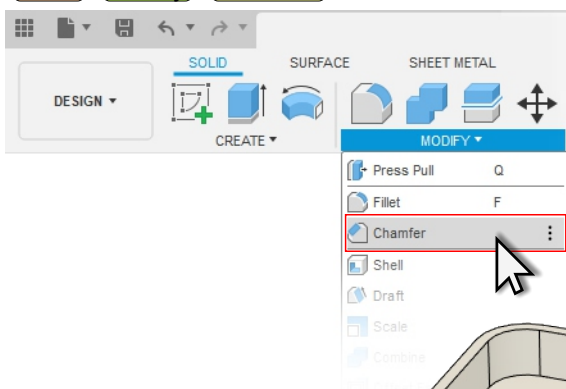 SOLID SURFACE SHEET METAL
DESIGN ▾
CREATE ▾ MODIFY ▾
Press Pull Q
Fillet F
Chamfer
Shell
Draft
Scale
Combine